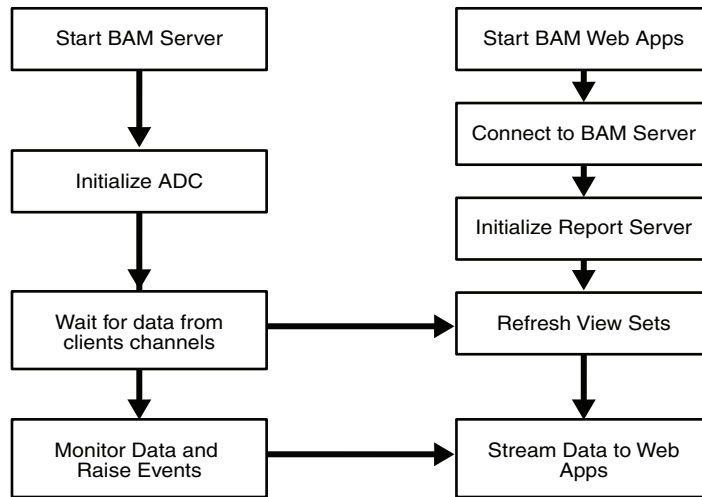 Start BAM Server
Start BAM Web Apps
Connect to BAM Server
Initialize ADC
Initialize Report Server
Wait for data from
clients channels
Refresh View Sets
Monitor Data and
Raise Events
Stream Data to Web
Apps